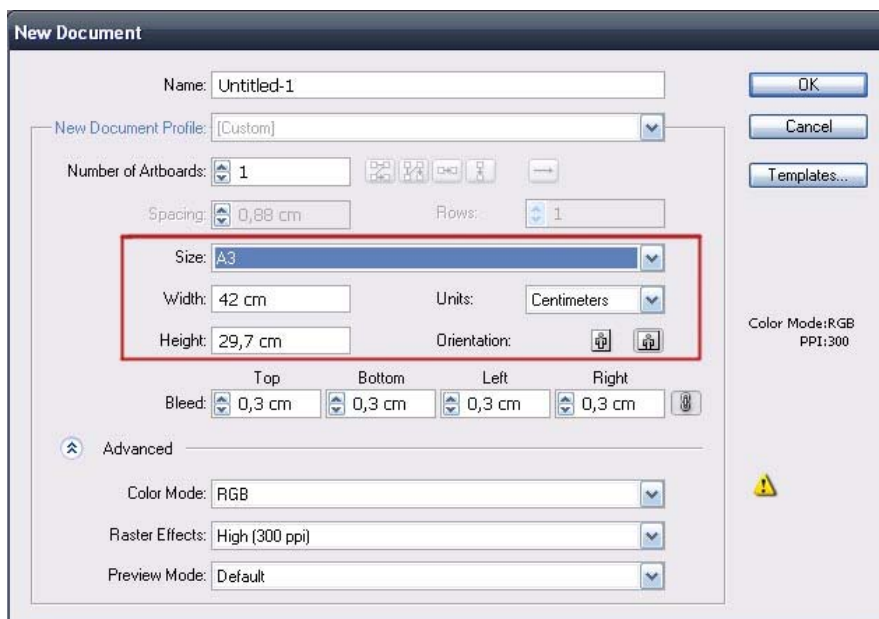 New Document
Name: Untitled-1
OK
New Document Profile: [Custom]
Cancel
Number of Artboards: 1
Templates...
Spacing: 0,88 cm Rows: 1
Size: A3
Width: 42 cm Units: Centimeters
Height: 29,7 cm Orientation:
Color Mode:RGB
PPI:300
Top Bottom Left Right
Bleed: 0,3 cm 0,3 cm 0,3 cm 0,3 cm
Advanced
Color Mode: RGB
Raster Effects: High (300 ppi)
Preview Mode: Default